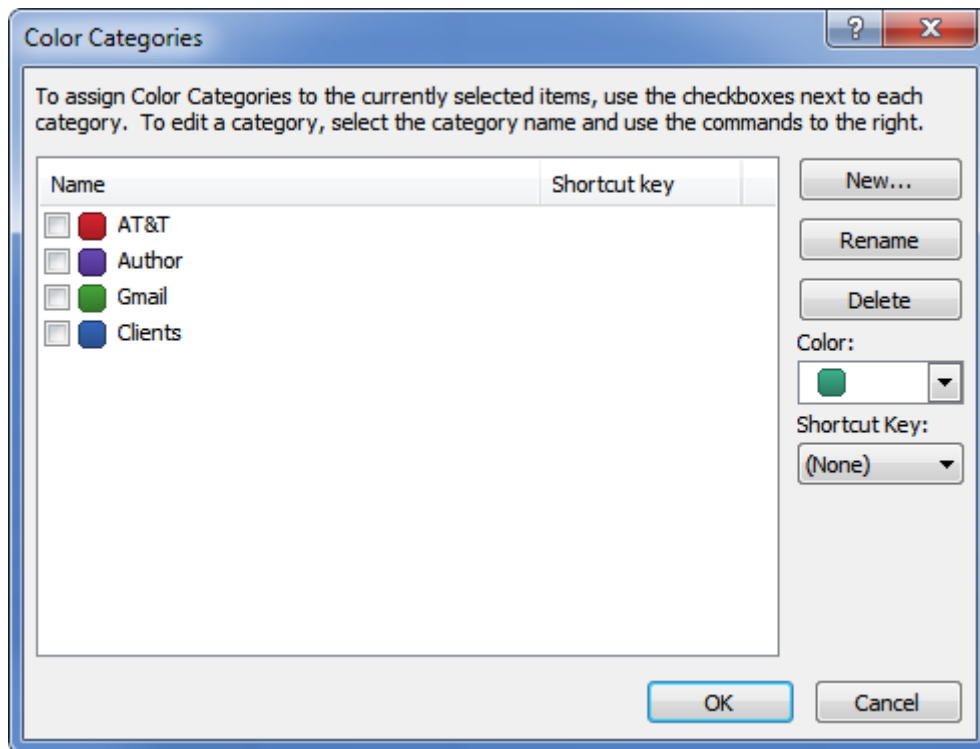 Color Categories
To assign Color Categories to the currently selected items, use the checkboxes next to each
category.  To edit a category, select the category name and use the commands to the right.
Name Shortcut key
AT&T
Author
Gmail
Clients
New...
Rename
Delete
Color:
Shortcut Key:
(None)
OK Cancel